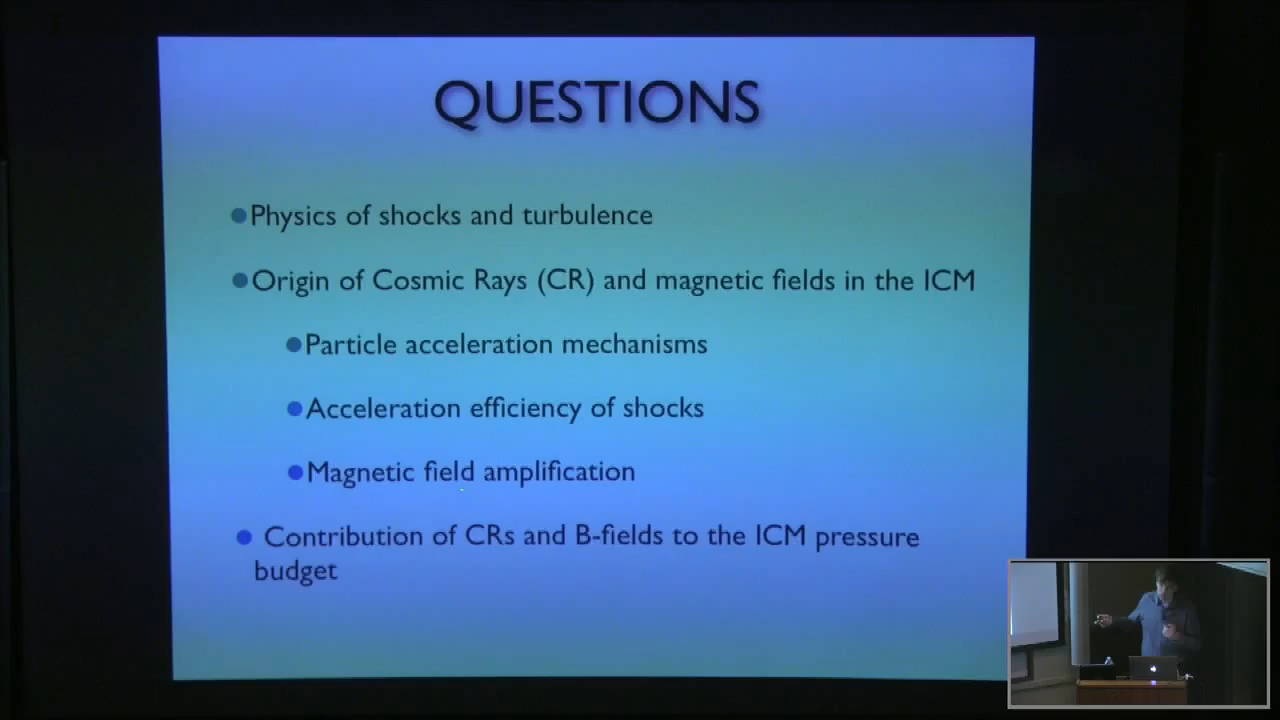 QUESTIONS
Physics of shocks and turbulence
Origin of Cosmic Rays (CR) and magnetic fields in the ICM
Particle acceleration mechanisms
Acceleration efficiency of shocks
Magnetic field amplification
Contribution of CRs and B-fields to the ICM pressure
budget